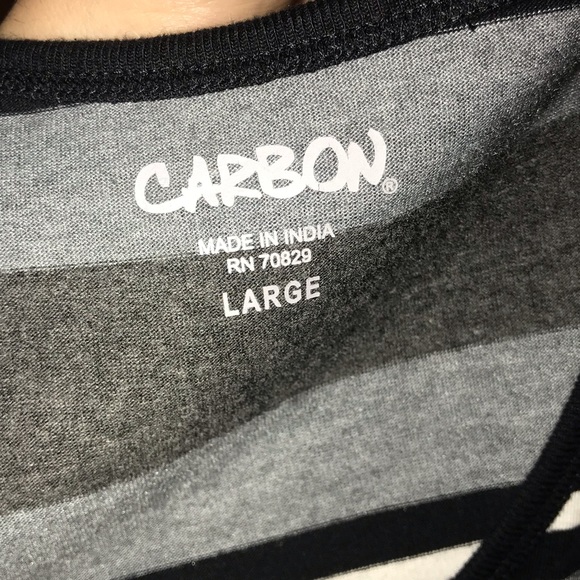 CARBON®
MADE IN INDIA
RN 70829
LARGE